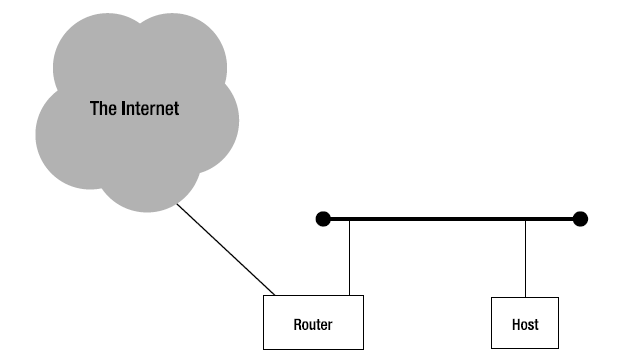 The Internet
Router
Host